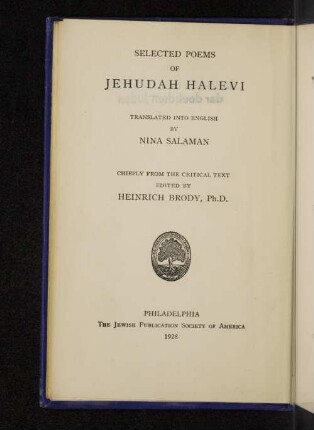 SELECTED POEMS
OF
JEHUDAH HALEVI
TRANSLATED INTO ENGLISH
BY
NINA SALAMAN
CHIEFLY FROM THE CRITICAL TEXT
EDITED BY
HEINRICH BRODY, Ph.D.
PHILADELPHIA
The Jewish Publication Society of America
1928